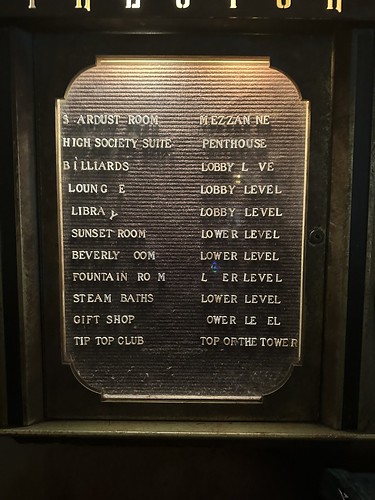 S ARDUST ROOM MEZZAN NE
HIGH SOCIETY SUITE PENTHOUSE
BILLIARDS LOBBY L VE
LOUNG E LOBBY LEVEL
LIBRA y LOBBY LEVEL
SUNSET ROOM LOWER LEVEL
BEVERLY OOM LOWER LEVEL
FOUNTAIN RO M L ER LEVEL
STEAM BATHS LOWER LEVEL
GIFT SHOP OWER LE EL
TIP TOP CLUB TOP OF THE TOWER